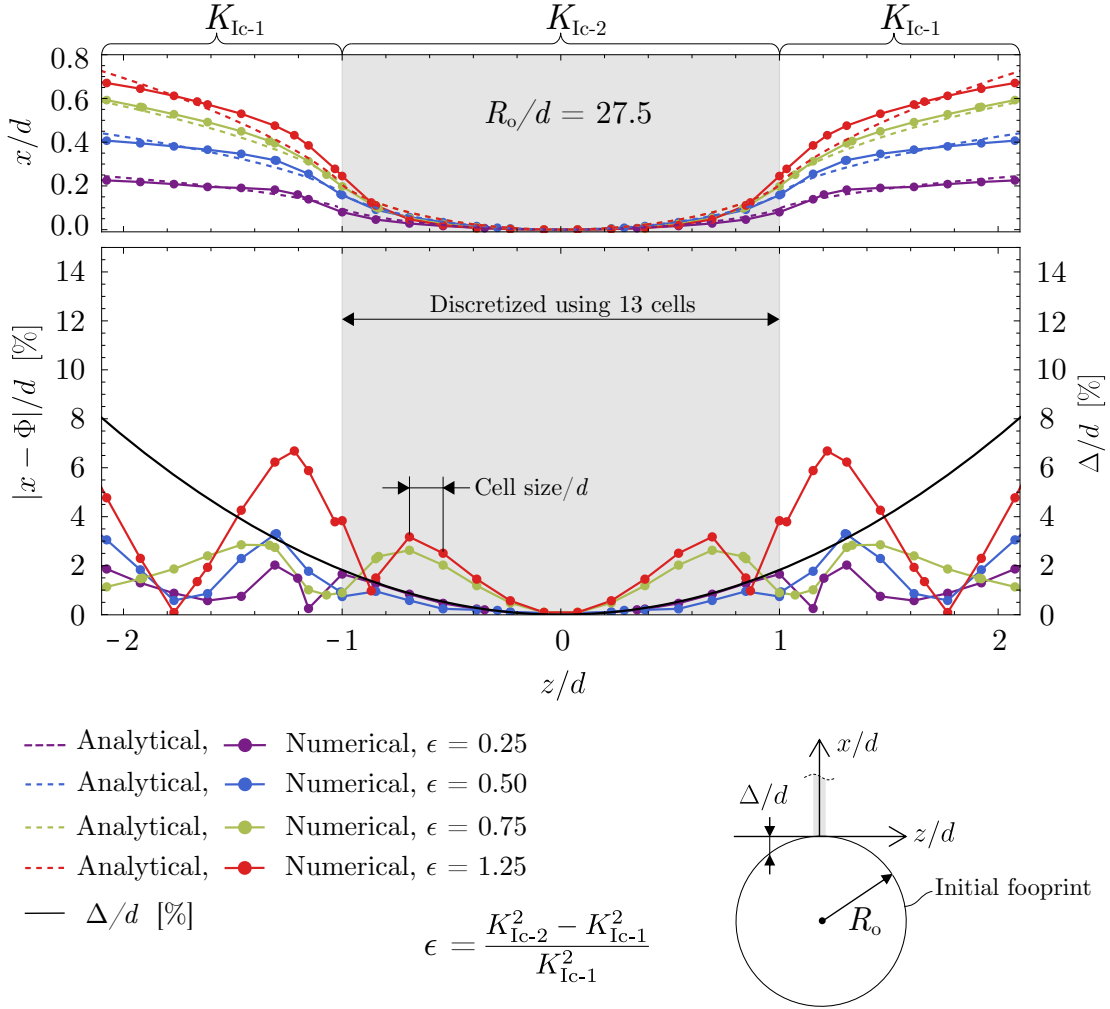 K_Ic-1 K_Ic-2 K_Ic-1
0.8
0.6
0.4
0.2
0.0
x/d
R_o/d = 27.5
14
12
10
8
6
4
2
0
|x − Φ|/d [%]
Discretized using 13 cells
Cell size/d
14
12
10
8
6
4
2
0
Δ/d [%]
−2 −1 0 1 2
z/d
Analytical, Numerical, ϵ = 0.25
Analytical, Numerical, ϵ = 0.50
Analytical, Numerical, ϵ = 0.75
Analytical, Numerical, ϵ = 1.25
Δ/d [%]
ϵ = (K²_Ic-2 − K²_Ic-1) / K²_Ic-1
x/d
Δ/d
z/d
Initial fooprint
R_o